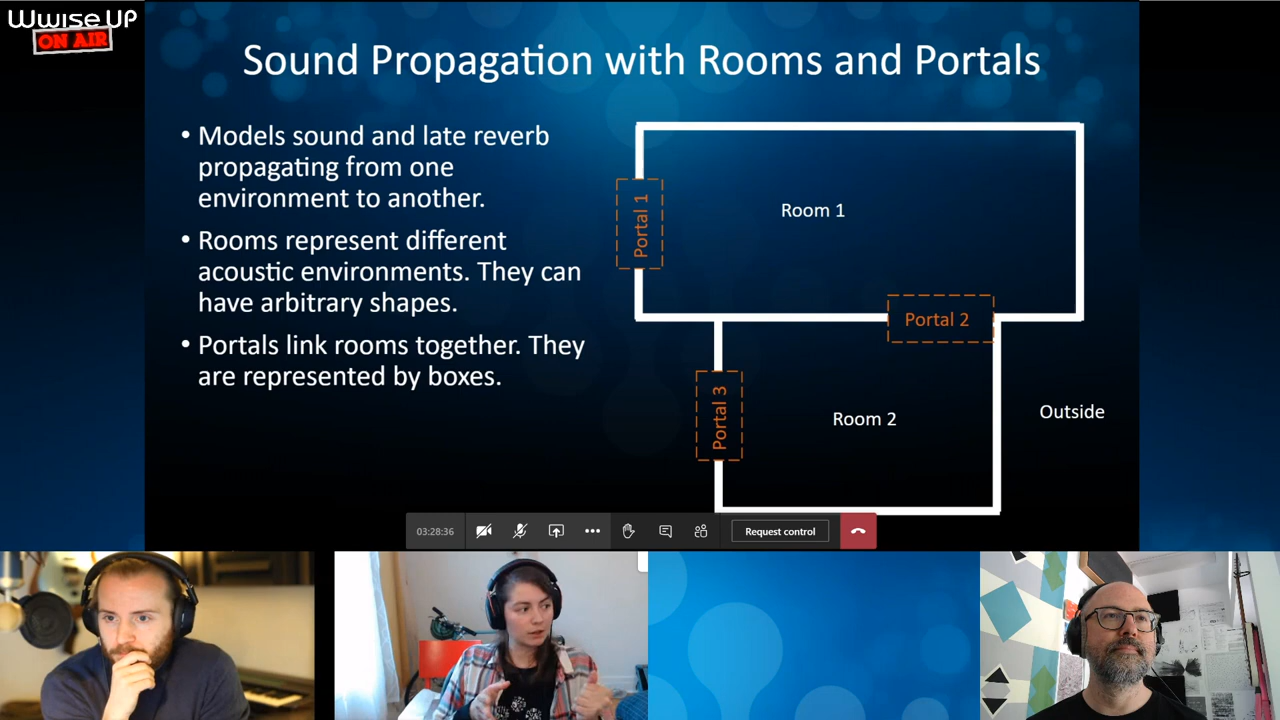 WWISE UP
ON AIR
Sound Propagation with Rooms and Portals
• Models sound and late reverb
propagating from one
environment to another.
• Rooms represent different
acoustic environments. They can
have arbitrary shapes.
• Portals link rooms together. They
are represented by boxes.
Portal 1
Room 1
Portal 2
Portal 3
Room 2
Outside
03:28:36
Request control